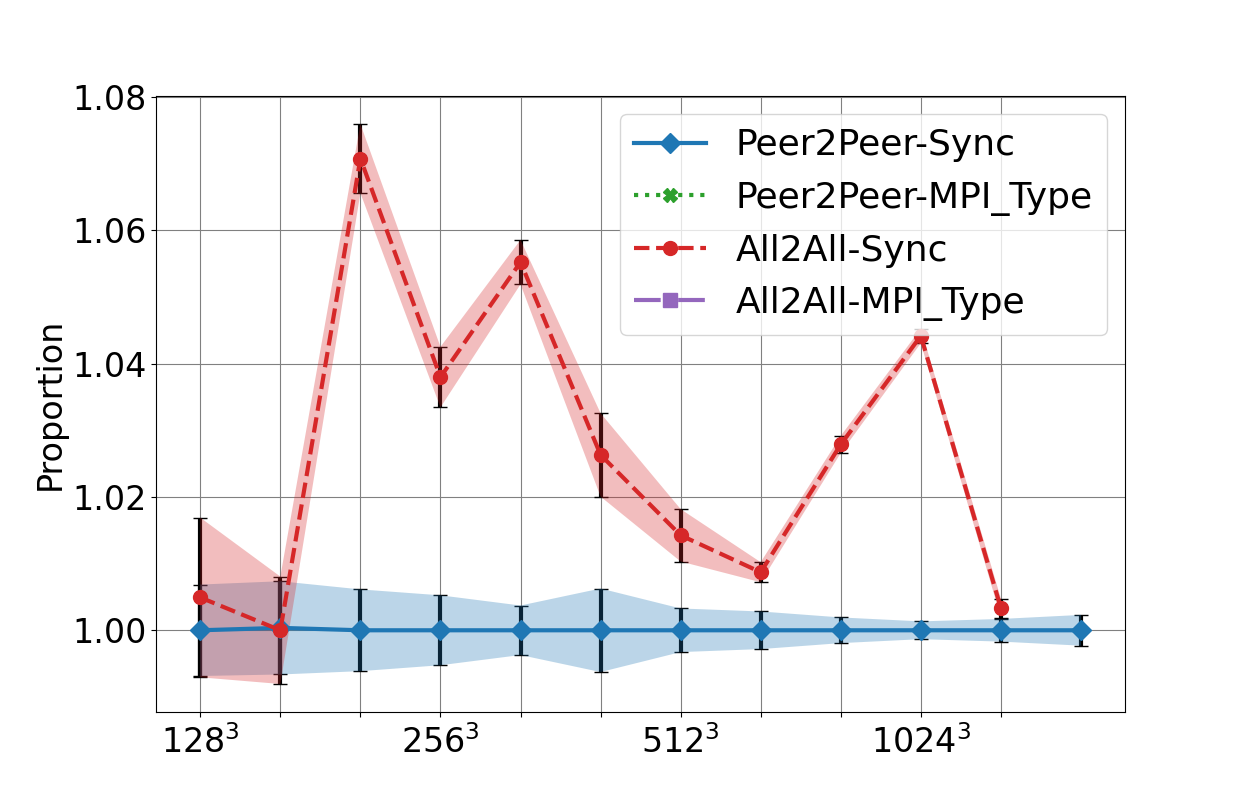 1.08
1.06
1.04
1.02
1.00
Proportion
Peer2Peer-Sync
Peer2Peer-MPI_Type
All2All-Sync
All2All-MPI_Type
128³
256³
512³
1024³